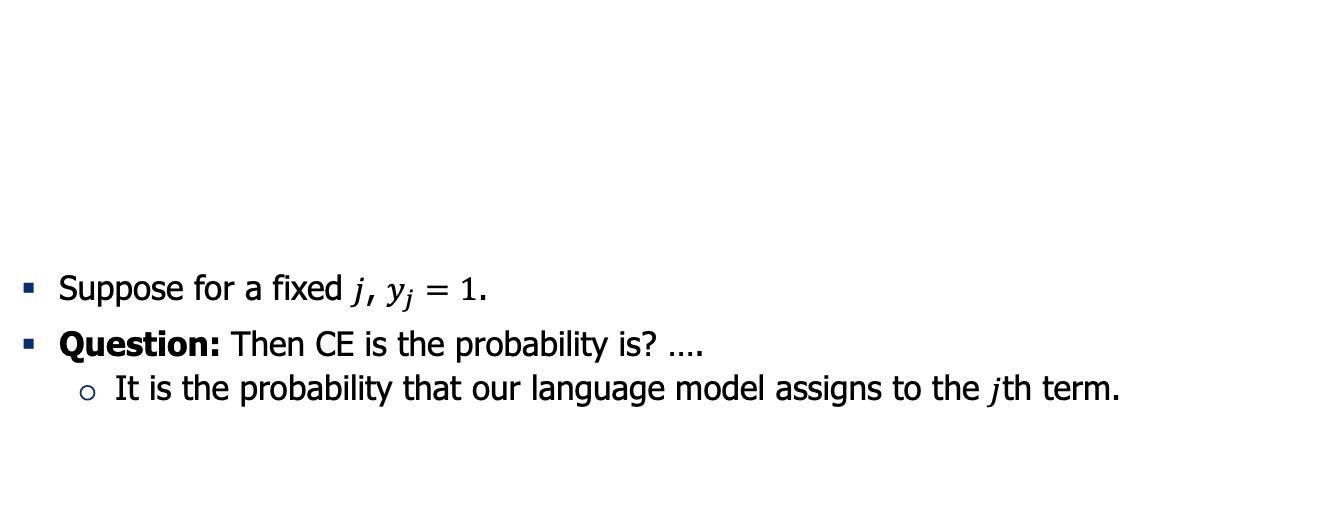 ▪ Suppose for a fixed j, yⱼ = 1.
▪ Question: Then CE is the probability is? ....
○ It is the probability that our language model assigns to the jth term.